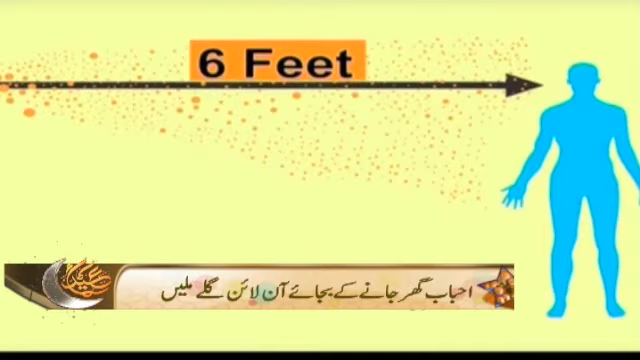 6 Feet
احباب گھر جانے کے بجائے آن لائن گلے ملیں